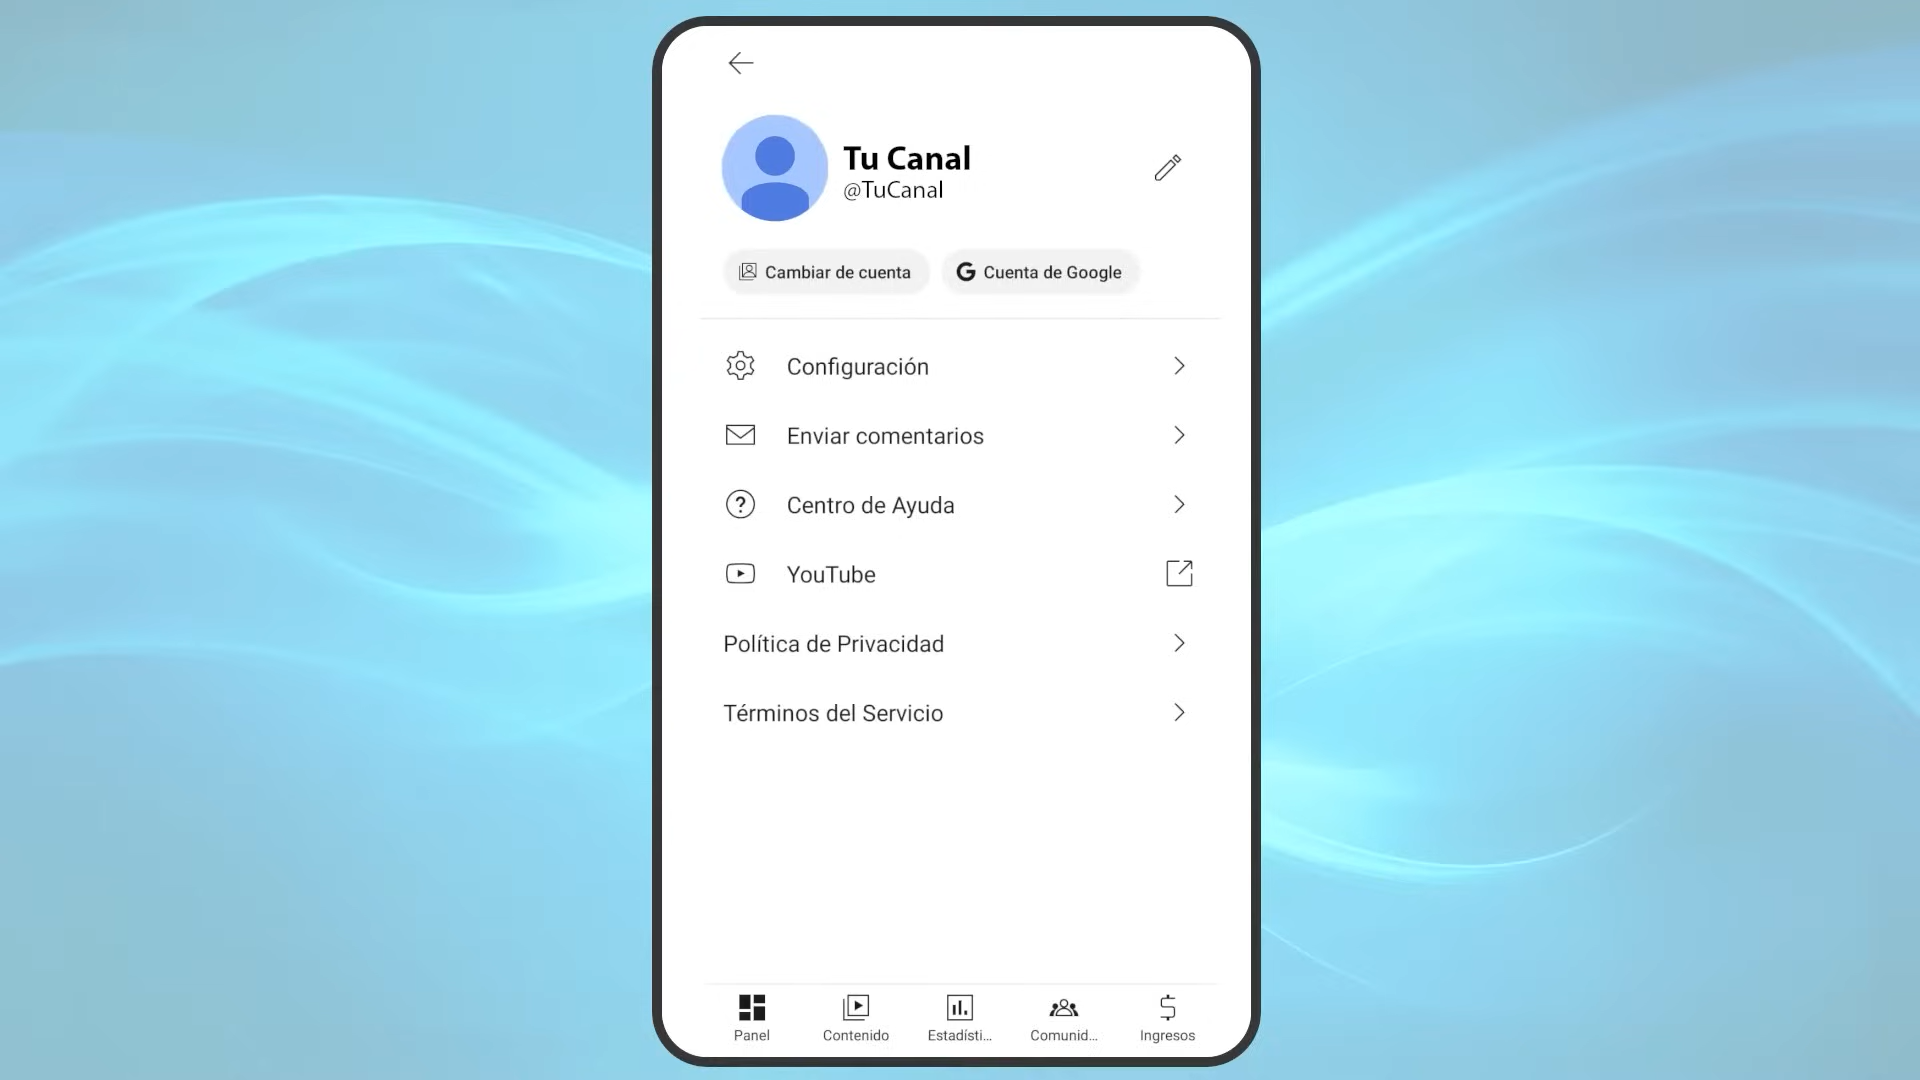 Tu Canal
@TuCanal
Cambiar de cuenta
Cuenta de Google
Configuración
Enviar comentarios
Centro de Ayuda
YouTube
Política de Privacidad
Términos del Servicio
Panel
Contenido
Estadísti...
Comunid...
Ingresos